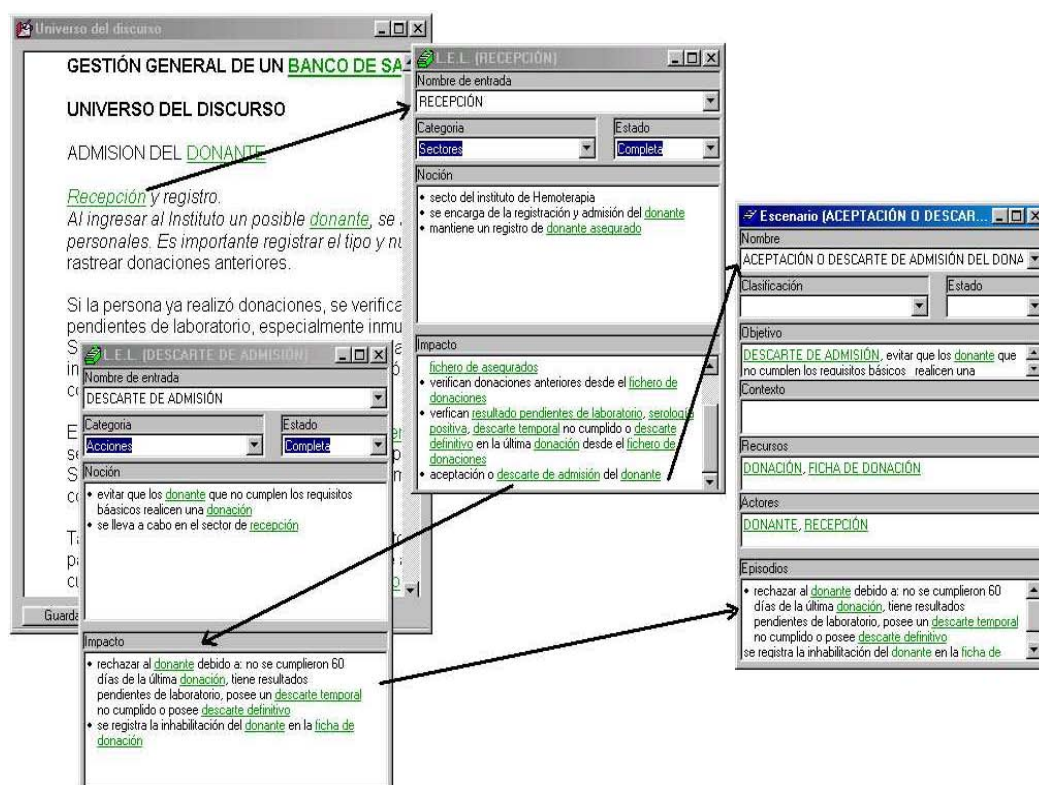 Universo del discurso
GESTIÓN GENERAL DE UN BANCO DE SA
UNIVERSO DEL DISCURSO
ADMISION DEL DONANTE
Recepción y registro.
Al ingresar al Instituto un posible donante, se
personales. Es importante registrar el tipo y nu
rastrear donaciones anteriores.
Si la persona ya realizó donaciones, se verifica
pendientes de laboratorio, especialmente inmu
Guarda
L.E.L. (RECEPCIÓN)
Nombre de entrada
RECEPCIÓN
Categoria
Estado
Sectores
Completa
Noción
• secto del instituto de Hemoterapia
• se encarga de la registración y admisión del donante
• mantiene un registro de donante asegurado
Impacto
fichero de asegurados
• verifican donaciones anteriores desde el fichero de
donaciones
• verfican resultado pendientes de laboratorio, serología
positiva, descarte temporal no cumplido o descarte
definitivo en la última donación desde el fichero de
donaciones
• aceptación o descarte de admisión del donante
L.E.L. (DESCARTE DE ADMISIÓN)
Nombre de entrada
DESCARTE DE ADMISIÓN
Categoria
Estado
Acciones
Completa
Noción
• evitar que los donante que no cumplen los requisitos
báasicos realicen una donación
• se lleva a cabo en el sector de recepción
Impacto
• rechazar al donante debido a: no se cumplieron 60
días de la última donación, tiene resultados
pendientes de laboratorio, posee un descarte temporal
no cumplido o posee descarte definitivo
• se registra la inhabilitación del donante en la ficha de
donación
Escenario (ACEPTACIÓN O DESCAR...
Nombre
ACEPTACIÓN O DESCARTE DE ADMISIÓN DEL DONA
Clasificación
Estado
Objetivo
DESCARTE DE ADMISIÓN, evitar que los donante que
no cumplen los requisitos básicos realicen una
Contexto
Recursos
DONACIÓN, FICHA DE DONACIÓN
Actores
DONANTE, RECEPCIÓN
Episodios
• rechazar al donante debido a: no se cumplieron 60
días de la última donación, tiene resultados
pendientes de laboratorio, posee un descarte temporal
no cumplido o posee descarte definitivo
se registra la inhabilitación del donante en la ficha de